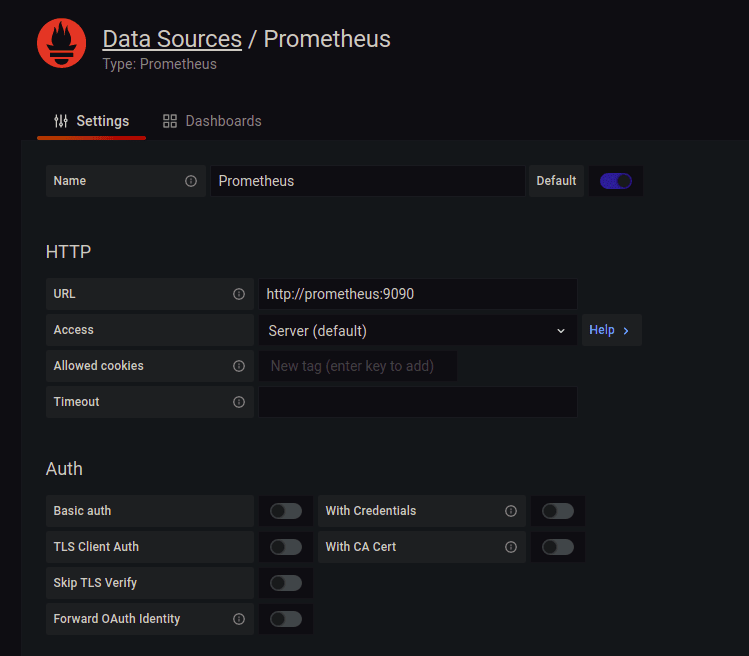 Data Sources / Prometheus
Type: Prometheus
Settings Dashboards
Name Prometheus Default
HTTP
URL http://prometheus:9090
Access Server (default) Help
Allowed cookies New tag (enter key to add)
Timeout
Auth
Basic auth With Credentials
TLS Client Auth With CA Cert
Skip TLS Verify
Forward OAuth Identity